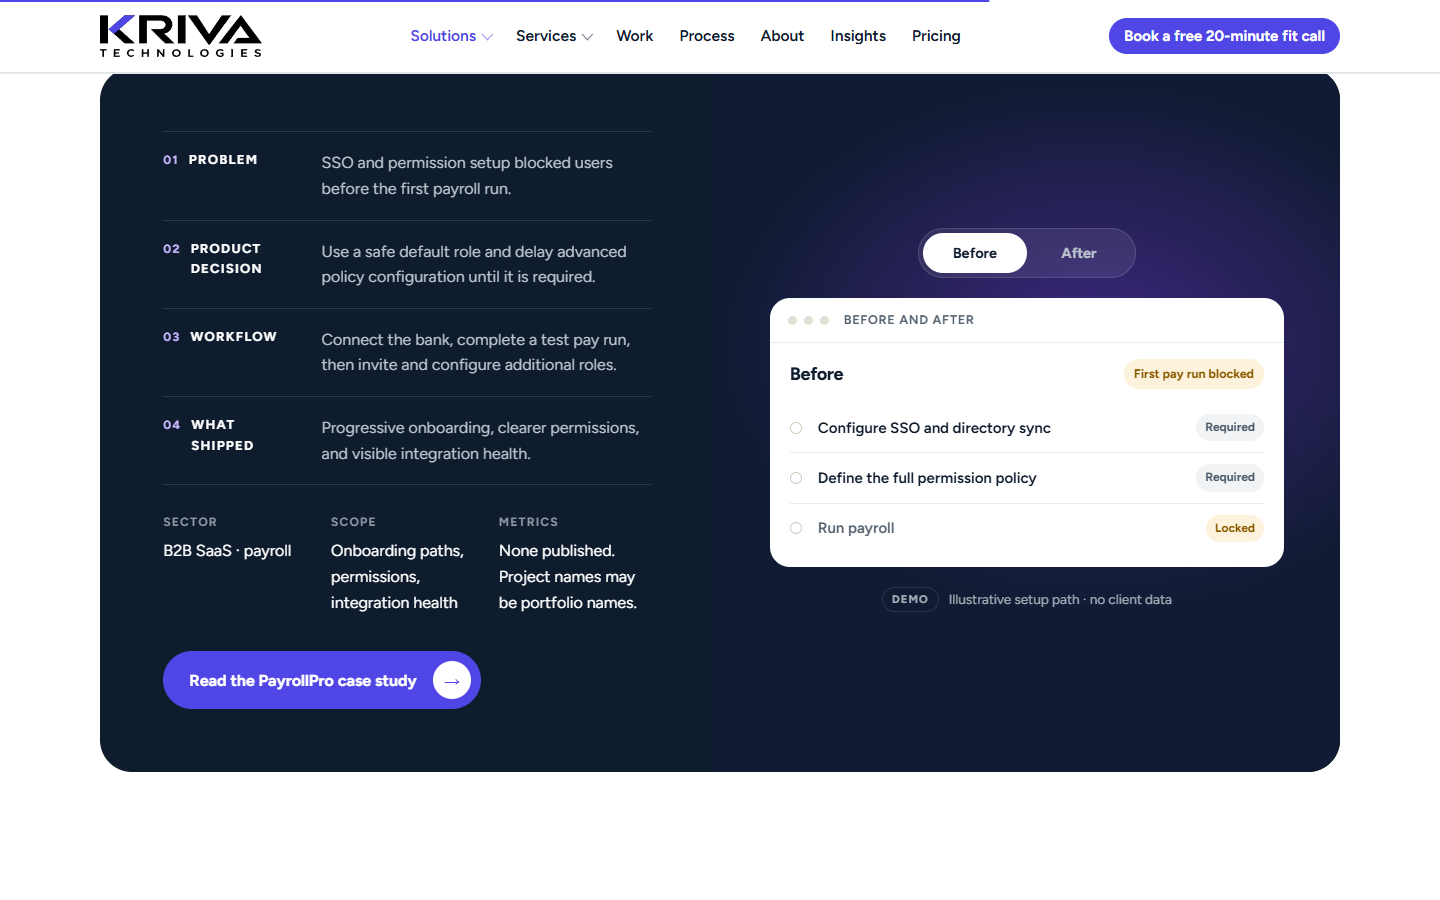 KRIVA
TECHNOLOGIES
Solutions
Services
Work
Process
About
Insights
Pricing
Book a free 20-minute fit call
01 PROBLEM
SSO and permission setup blocked users
before the first payroll run.
02 PRODUCT
DECISION
Use a safe default role and delay advanced
policy configuration until it is required.
03 WORKFLOW
Connect the bank, complete a test pay run,
then invite and configure additional roles.
04 WHAT
SHIPPED
Progressive onboarding, clearer permissions,
and visible integration health.
SECTOR
B2B SaaS · payroll
SCOPE
Onboarding paths,
permissions,
integration health
METRICS
None published.
Project names may
be portfolio names.
Read the PayrollPro case study →
Before
After
BEFORE AND AFTER
Before
First pay run blocked
Configure SSO and directory sync
Required
Define the full permission policy
Required
Run payroll
Locked
DEMO
Illustrative setup path · no client data